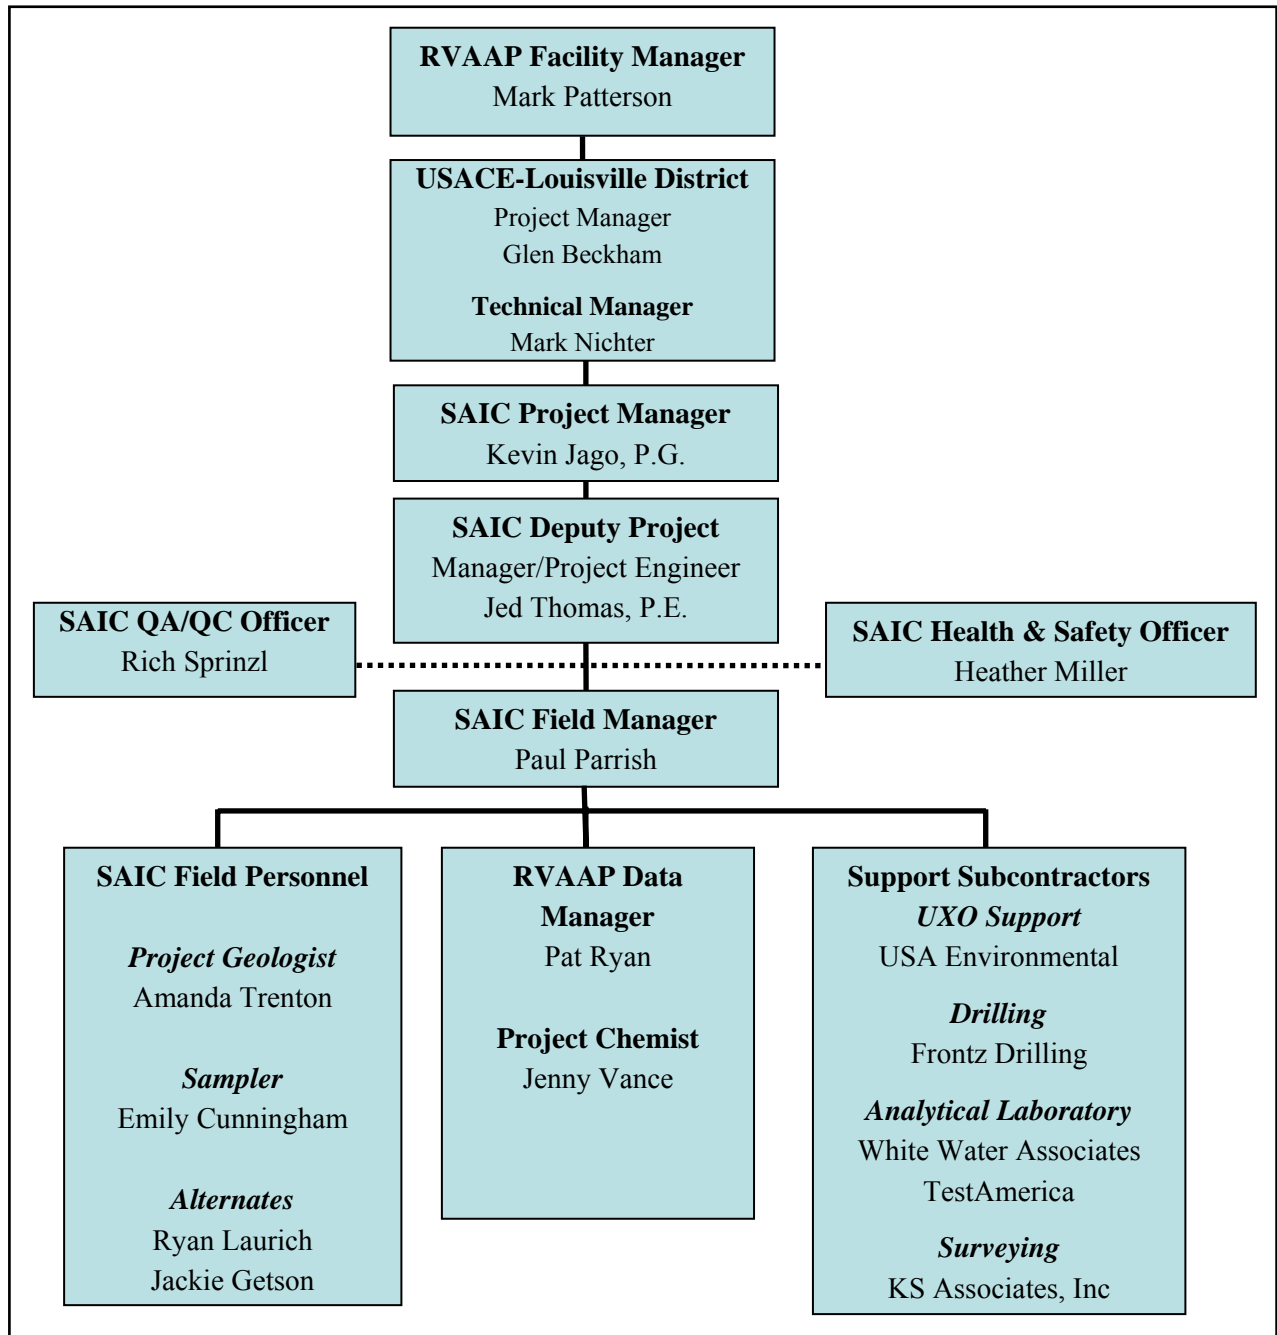 RVAAP Facility Manager
Mark Patterson
USACE-Louisville District
Project Manager
Glen Beckham
Technical Manager
Mark Nichter
SAIC Project Manager
Kevin Jago, P.G.
SAIC Deputy Project
Manager/Project Engineer
Jed Thomas, P.E.
SAIC QA/QC Officer
Rich Sprinzl
SAIC Health & Safety Officer
Heather Miller
SAIC Field Manager
Paul Parrish
SAIC Field Personnel
Project Geologist
Amanda Trenton
Sampler
Emily Cunningham
Alternates
Ryan Laurich
Jackie Getson
RVAAP Data
Manager
Pat Ryan
Project Chemist
Jenny Vance
Support Subcontractors
UXO Support
USA Environmental
Drilling
Frontz Drilling
Analytical Laboratory
White Water Associates
TestAmerica
Surveying
KS Associates, Inc